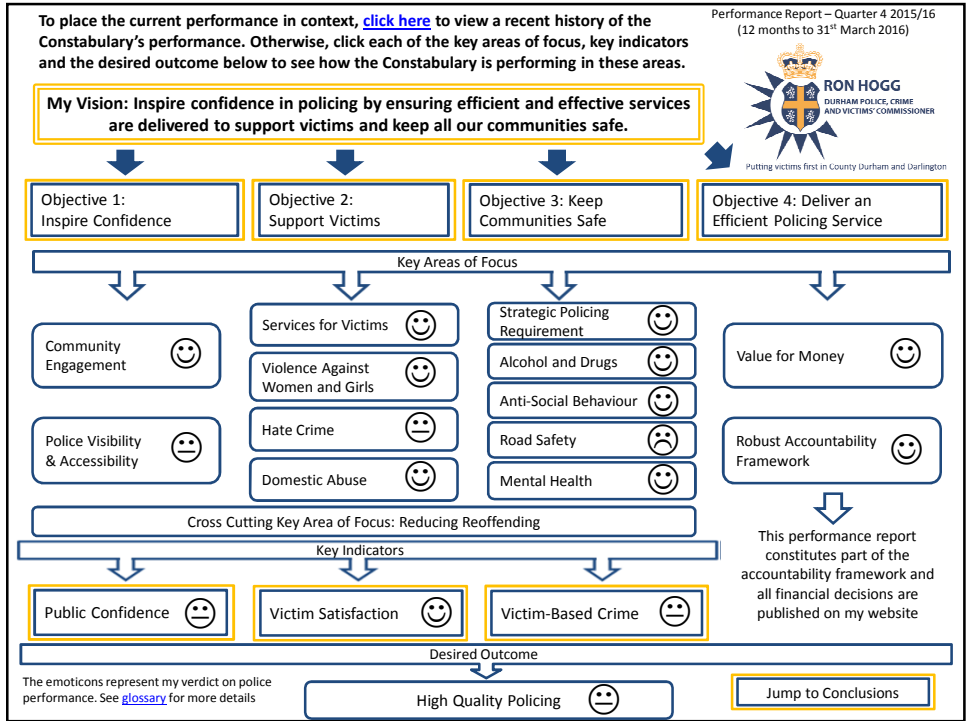 To place the current performance in context, click here to view a recent history of the
Constabulary's performance. Otherwise, click each of the key areas of focus, key indicators
and the desired outcome below to see how the Constabulary is performing in these areas.
Performance Report – Quarter 4 2015/16
(12 months to 31st March 2016)
RON HOGG
DURHAM POLICE, CRIME
AND VICTIMS' COMMISSIONER
Putting victims first in County Durham and Darlington
My Vision: Inspire confidence in policing by ensuring efficient and effective services
are delivered to support victims and keep all our communities safe.
Objective 1:
Inspire Confidence
Objective 2:
Support Victims
Objective 3: Keep
Communities Safe
Objective 4: Deliver an
Efficient Policing Service
Key Areas of Focus
Community
Engagement
Police Visibility
& Accessibility
Services for Victims
Violence Against
Women and Girls
Hate Crime
Domestic Abuse
Strategic Policing
Requirement
Alcohol and Drugs
Anti-Social Behaviour
Road Safety
Mental Health
Value for Money
Robust Accountability
Framework
Cross Cutting Key Area of Focus: Reducing Reoffending
This performance report
constitutes part of the
accountability framework and
all financial decisions are
published on my website
Key Indicators
Public Confidence
Victim Satisfaction
Victim-Based Crime
Desired Outcome
The emoticons represent my verdict on police
performance. See glossary for more details
High Quality Policing
Jump to Conclusions